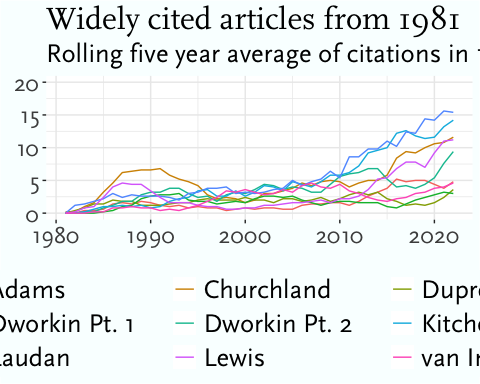 Widely cited articles from 1981
Rolling five year average of citations in
20
15
10
5
0
1980 1990 2000 2010 2020
Adams Churchland Dupr
Dworkin Pt. 1 Dworkin Pt. 2 Kitche
Laudan Lewis van In